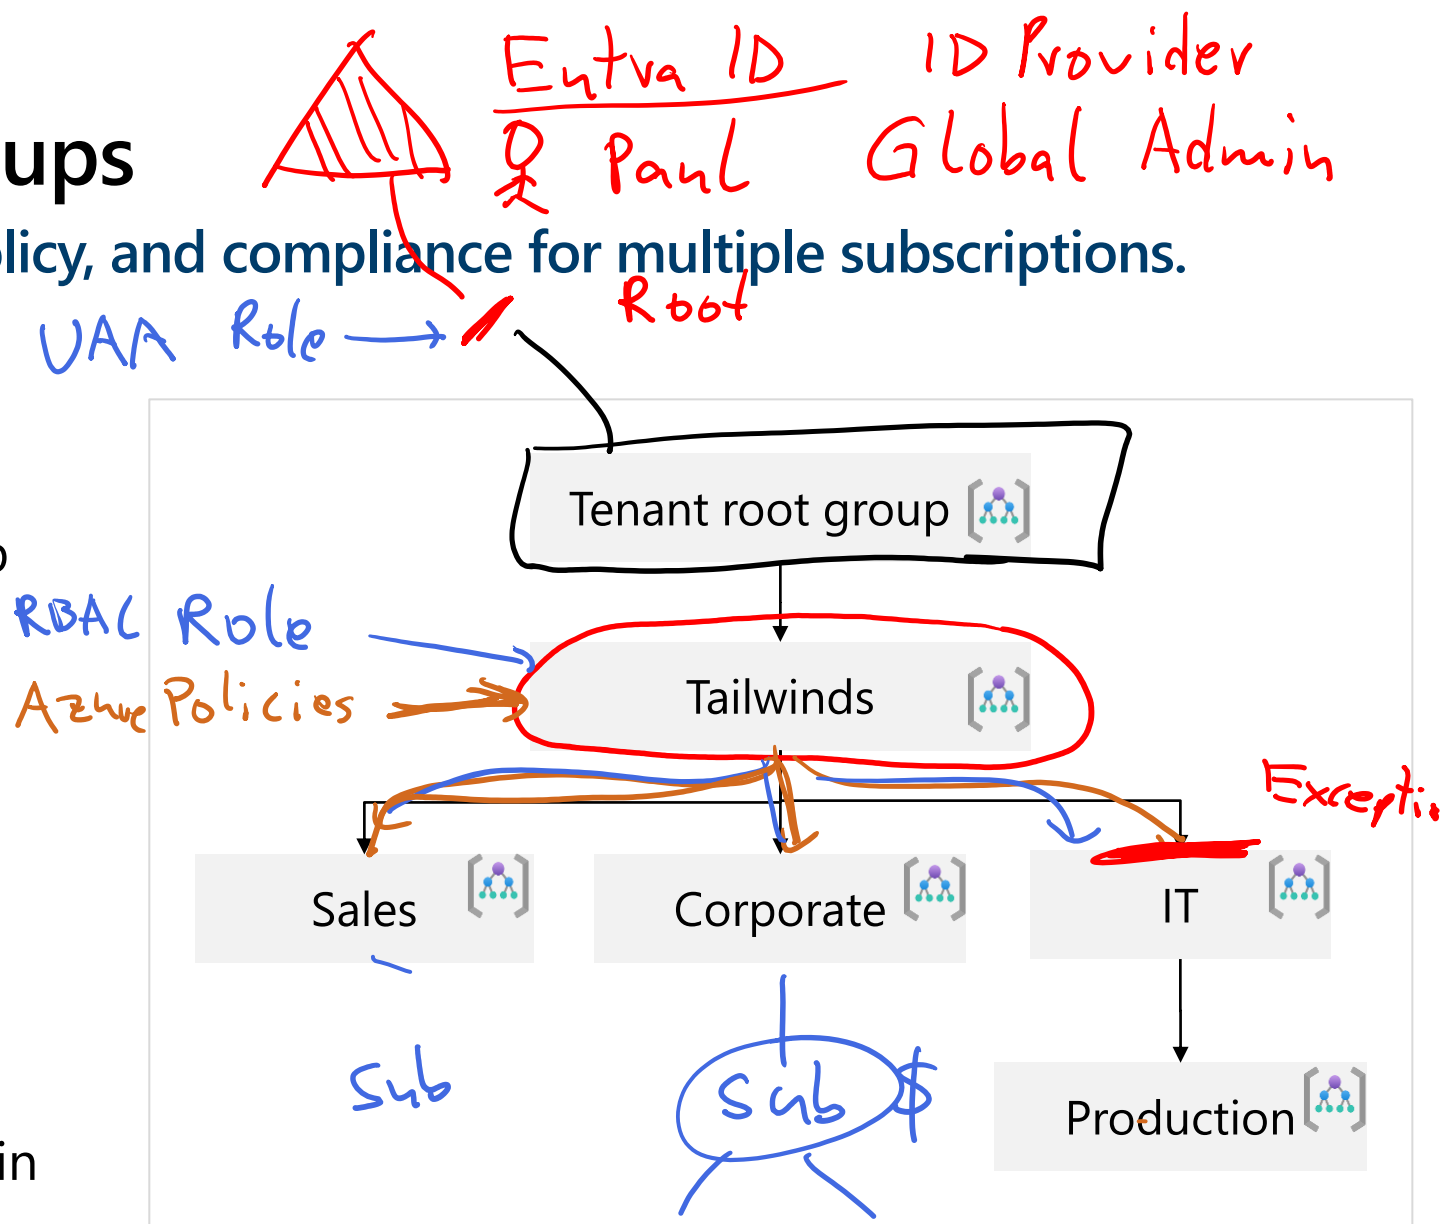 Entra ID ID Provider
ups
Paul Global Admin
licy, and compliance for multiple subscriptions.
Root
UAA Role
Tenant root group
RBAC Role
Tailwinds
Azure Policies
Exceptio
Sales
Corporate
IT
Sub
Sub $
Production
in